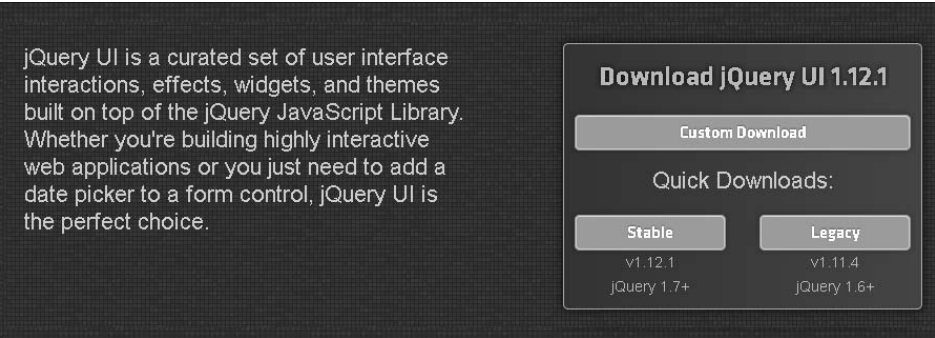 jQuery UI is a curated set of user interface
interactions, effects, widgets, and themes
built on top of the jQuery JavaScript Library.
Whether you're building highly interactive
web applications or you just need to add a
date picker to a form control, jQuery UI is
the perfect choice.
Download jQuery UI 1.12.1
Custom Download
Quick Downloads:
Stable
v1.12.1
jQuery 1.7+
Legacy
v1.11.4
jQuery 1.6+